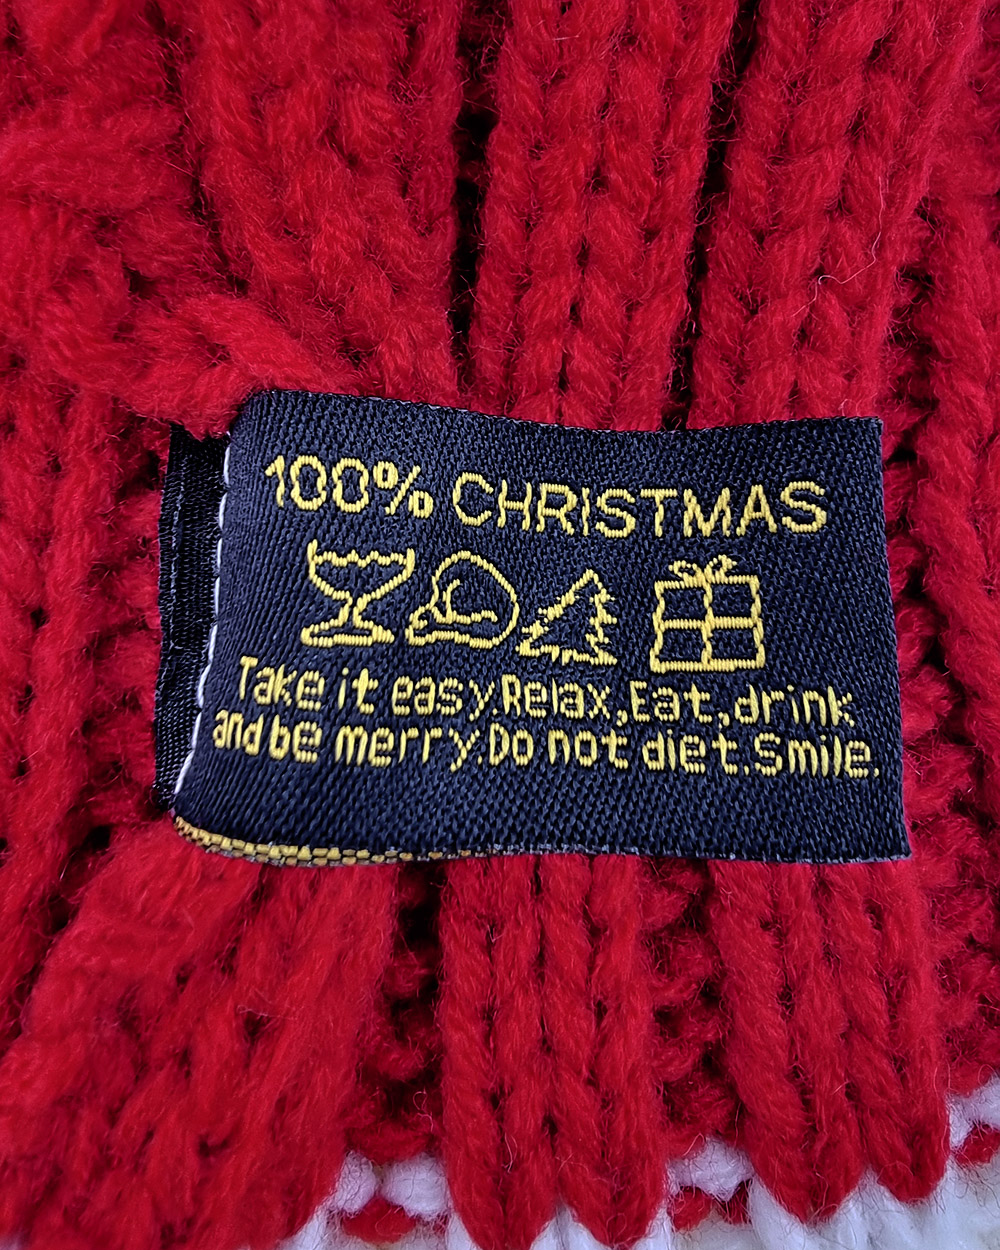 100% CHRISTMAS
Take it easy.Relax,Eat,drink
and be merry.Do not diet.Smile.